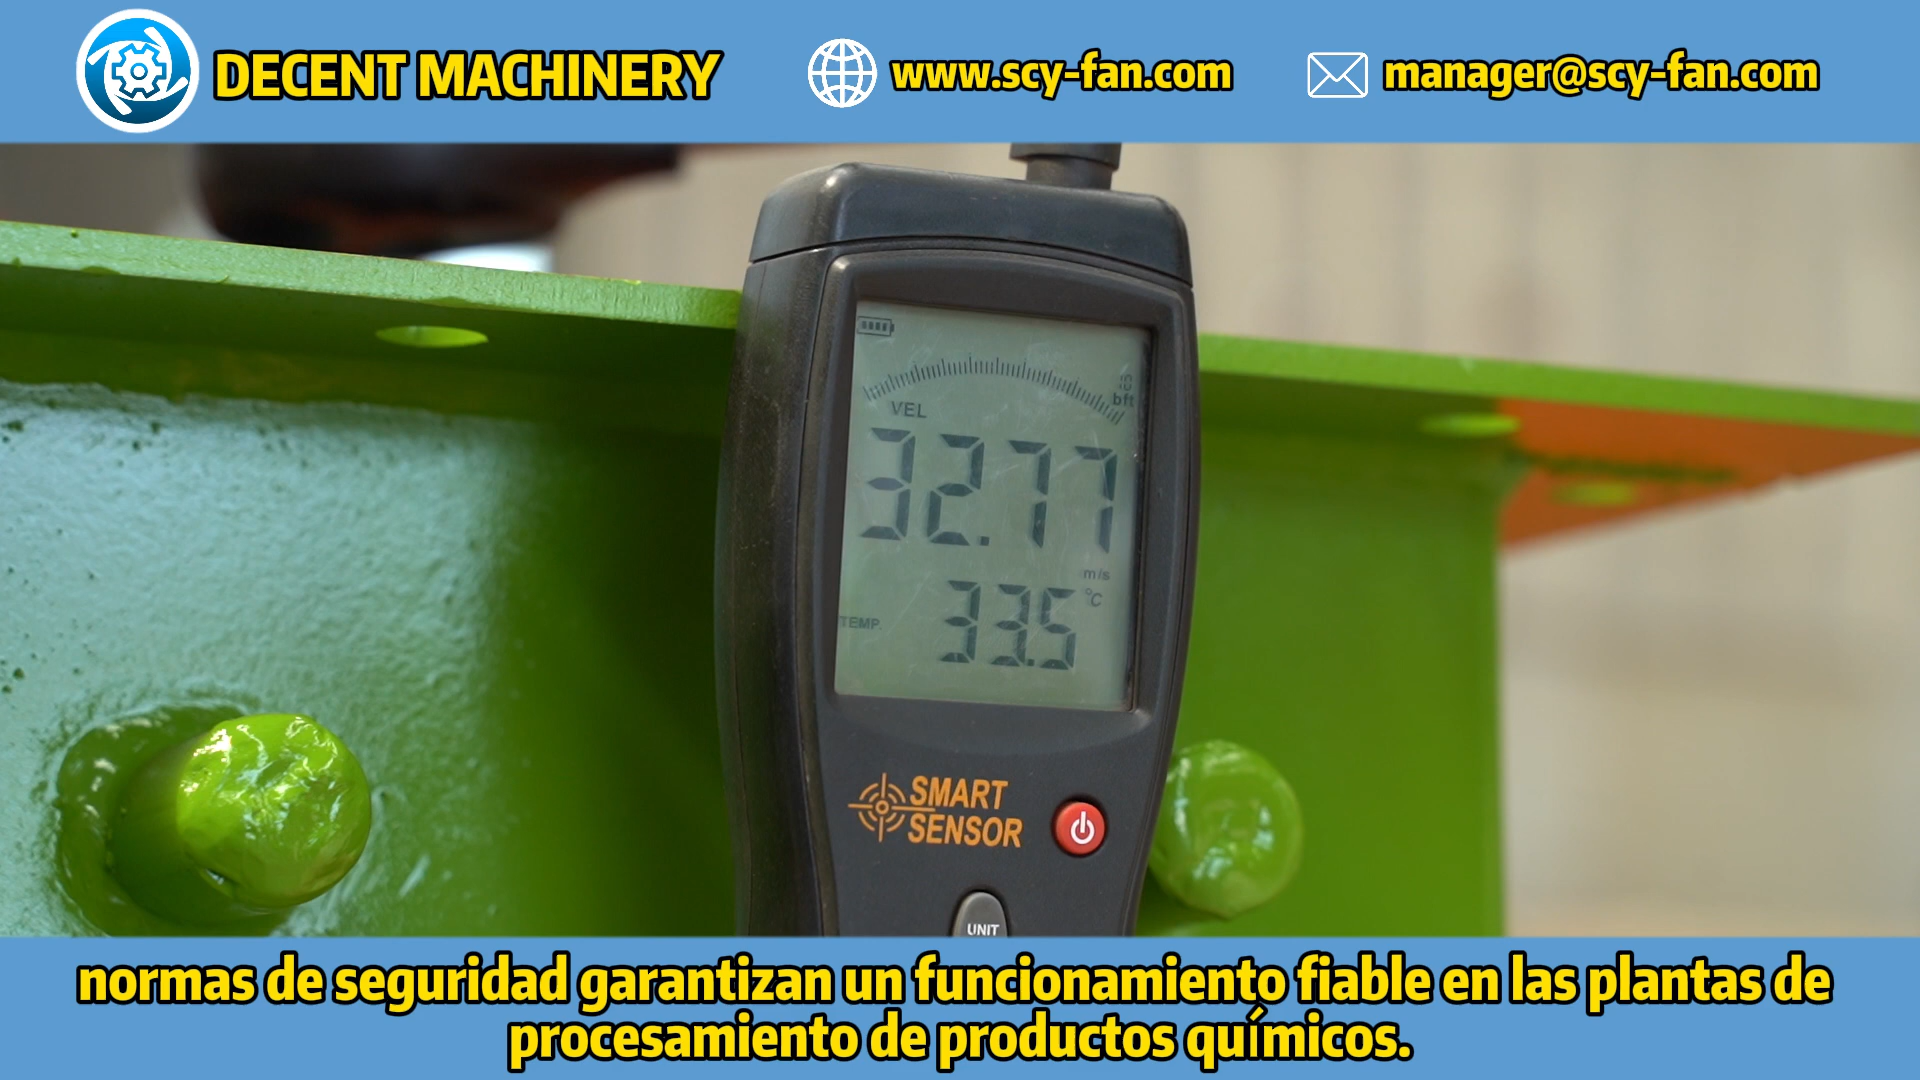 DECENT MACHINERY
www.scy-fan.com
manager@scy-fan.com
bft
VEL
32.77
m/s
°C
TEMP.
33.5
SMART
SENSOR
UNIT
normas de seguridad garantizan un funcionamiento fiable en las plantas de
procesamiento de productos químicos.